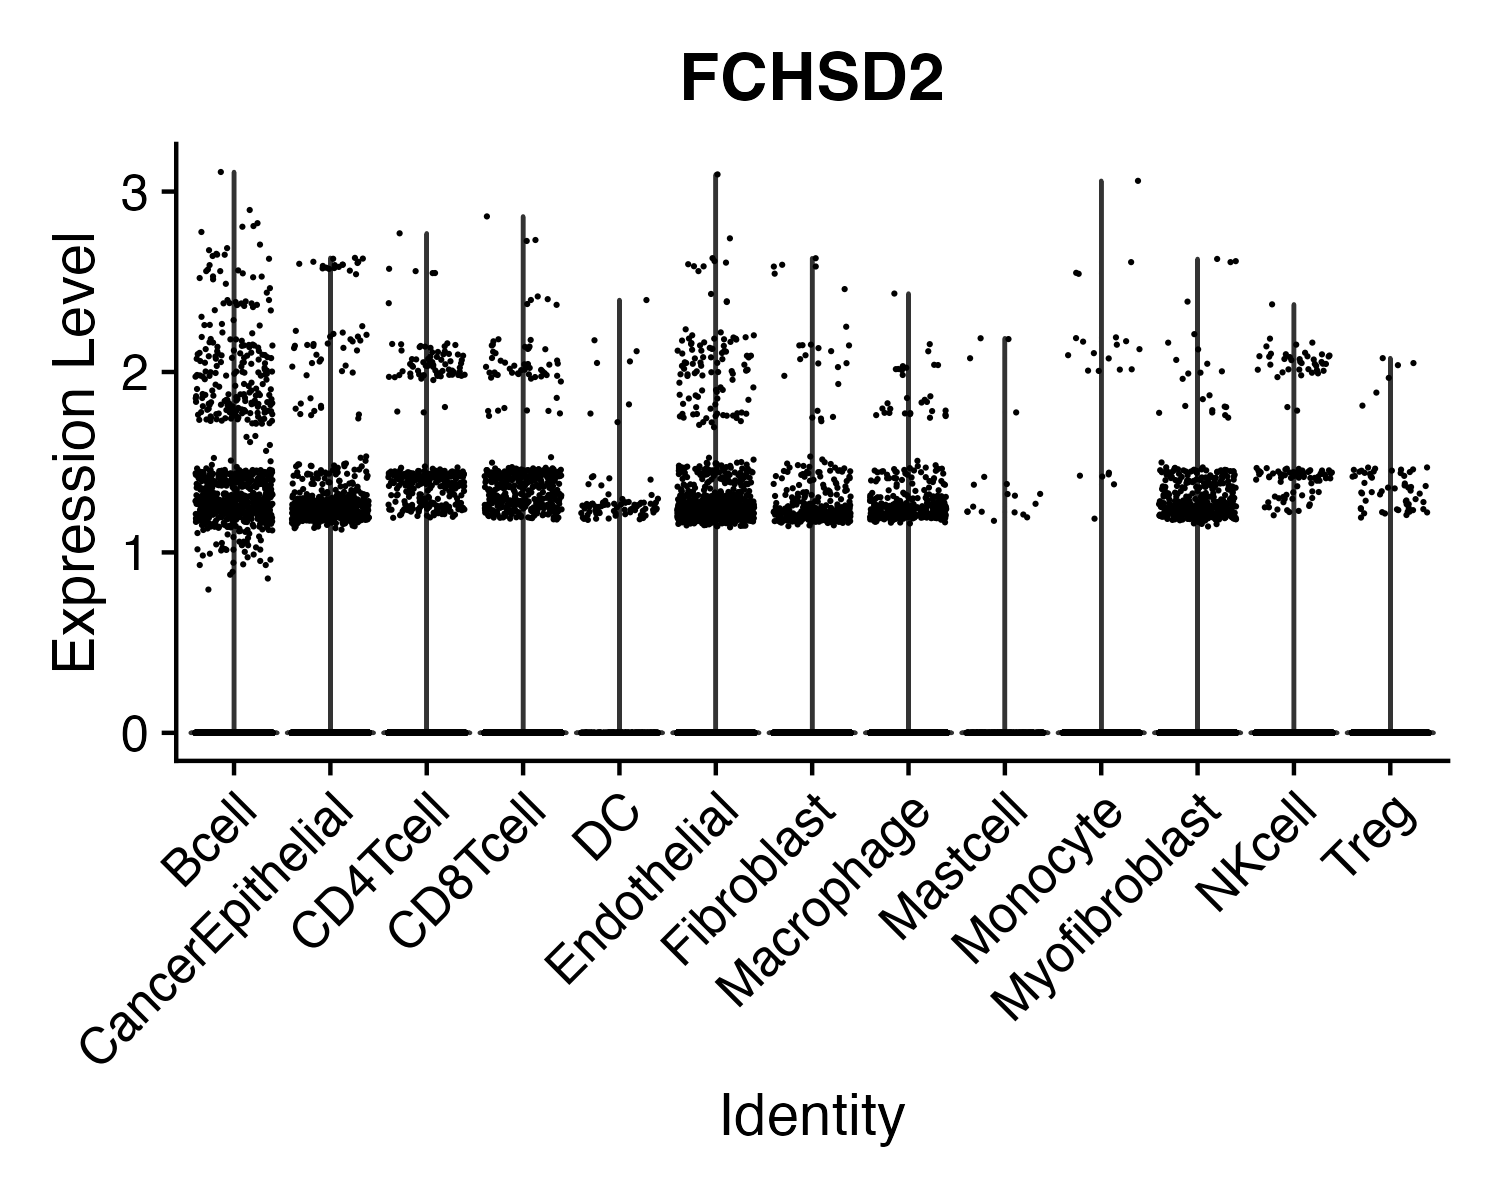 FCHSD2
Expression Level
3
2
1
0
Bcell
CancerEpithelial
CD4Tcell
CD8Tcell
DC
Endothelial
Fibroblast
Macrophage
Mastcell
Monocyte
Myofibroblast
NKcell
Treg
Identity